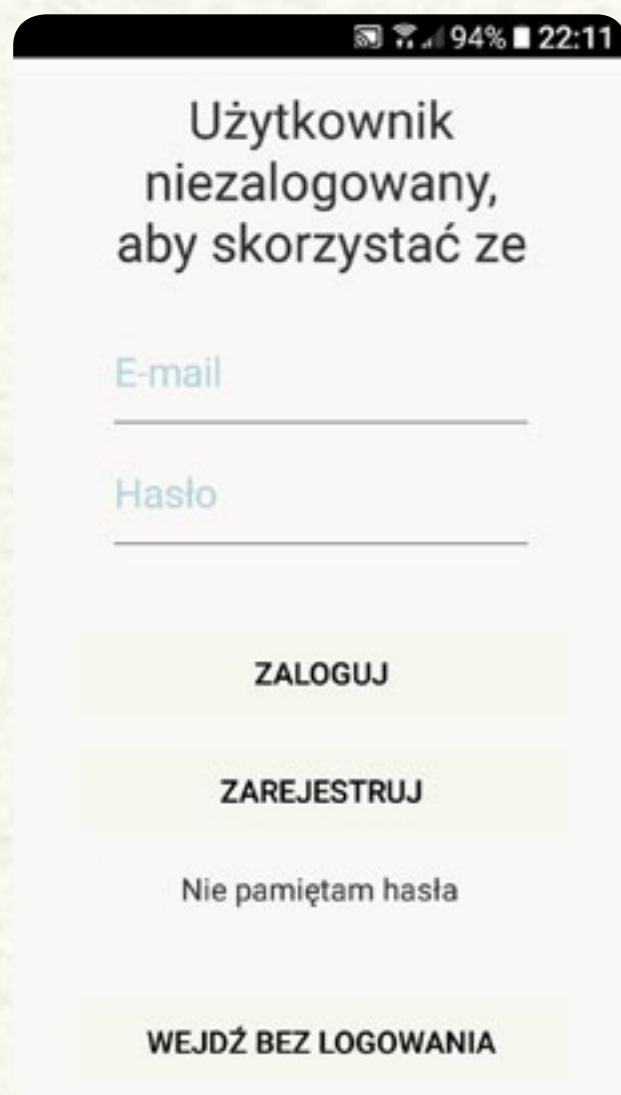 94% 22:11
Użytkownik
niezalogowany,
aby skorzystać ze
E-mail
Hasło
ZALOGUJ
ZAREJESTRUJ
Nie pamiętam hasła
WEJDŹ BEZ LOGOWANIA